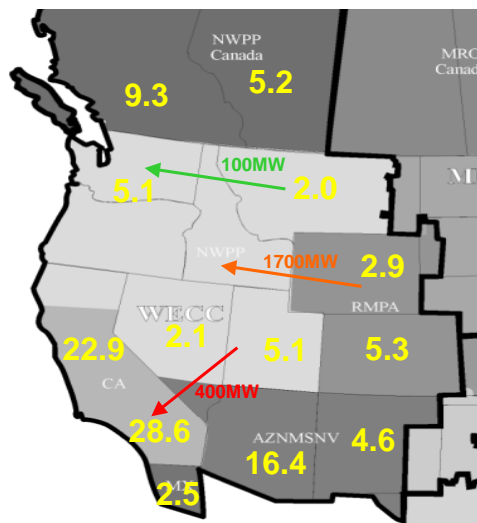 NWPP
Canada
MRO
Canad
9.3
5.2
100MW
5.1
2.0
M
NWPP
1700MW
2.9
RMPA
WECC
2.1
5.1
5.3
22.9
CA
400MW
28.6
AZNMSNV
4.6
16.4
MX
2.5